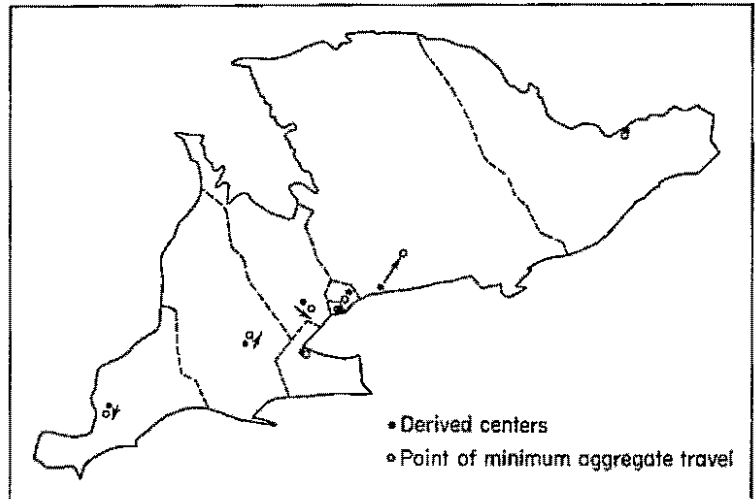 • Derived centers
∘ Point of minimum aggregate travel